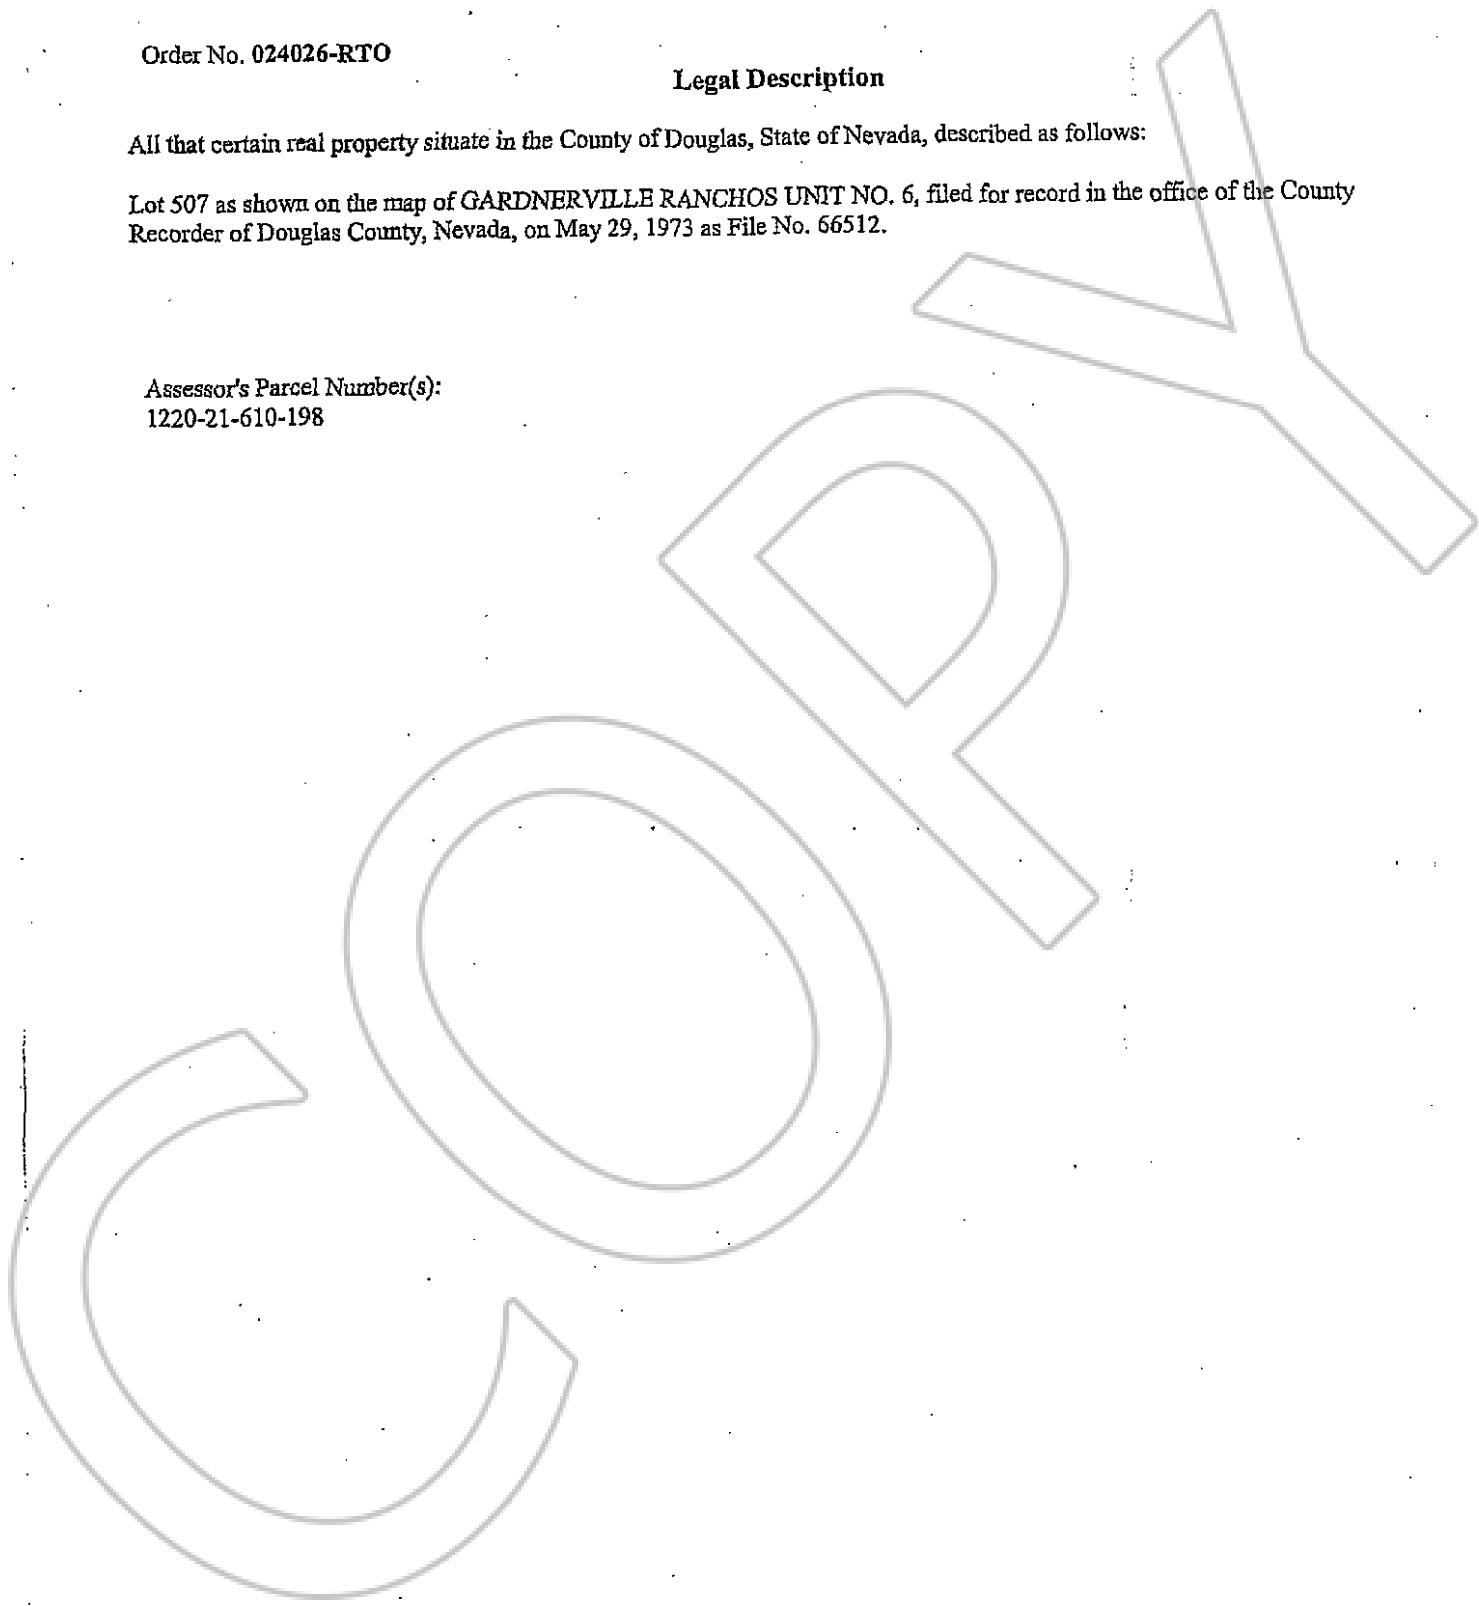 Order No. 024026-RTO
Legal Description
All that certain real property situate in the County of Douglas, State of Nevada, described as follows:
Lot 507 as shown on the map of GARDNERVILLE RANCHOS UNIT NO. 6, filed for record in the office of the County
Recorder of Douglas County, Nevada, on May 29, 1973 as File No. 66512.
Assessor's Parcel Number(s):
1220-21-610-198
COPY